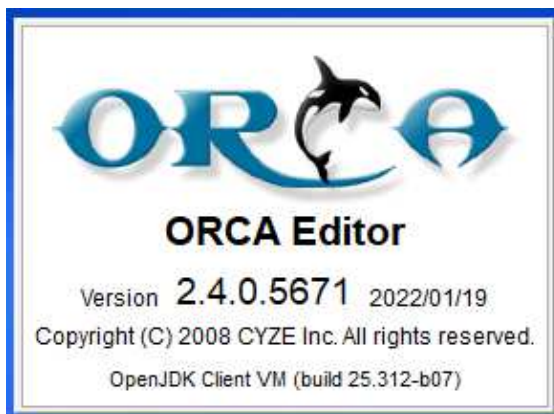 ORCA
ORCA Editor
Version 2.4.0.5671 2022/01/19
Copyright (C) 2008 CYZE Inc. All rights reserved.
OpenJDK Client VM (build 25.312-b07)